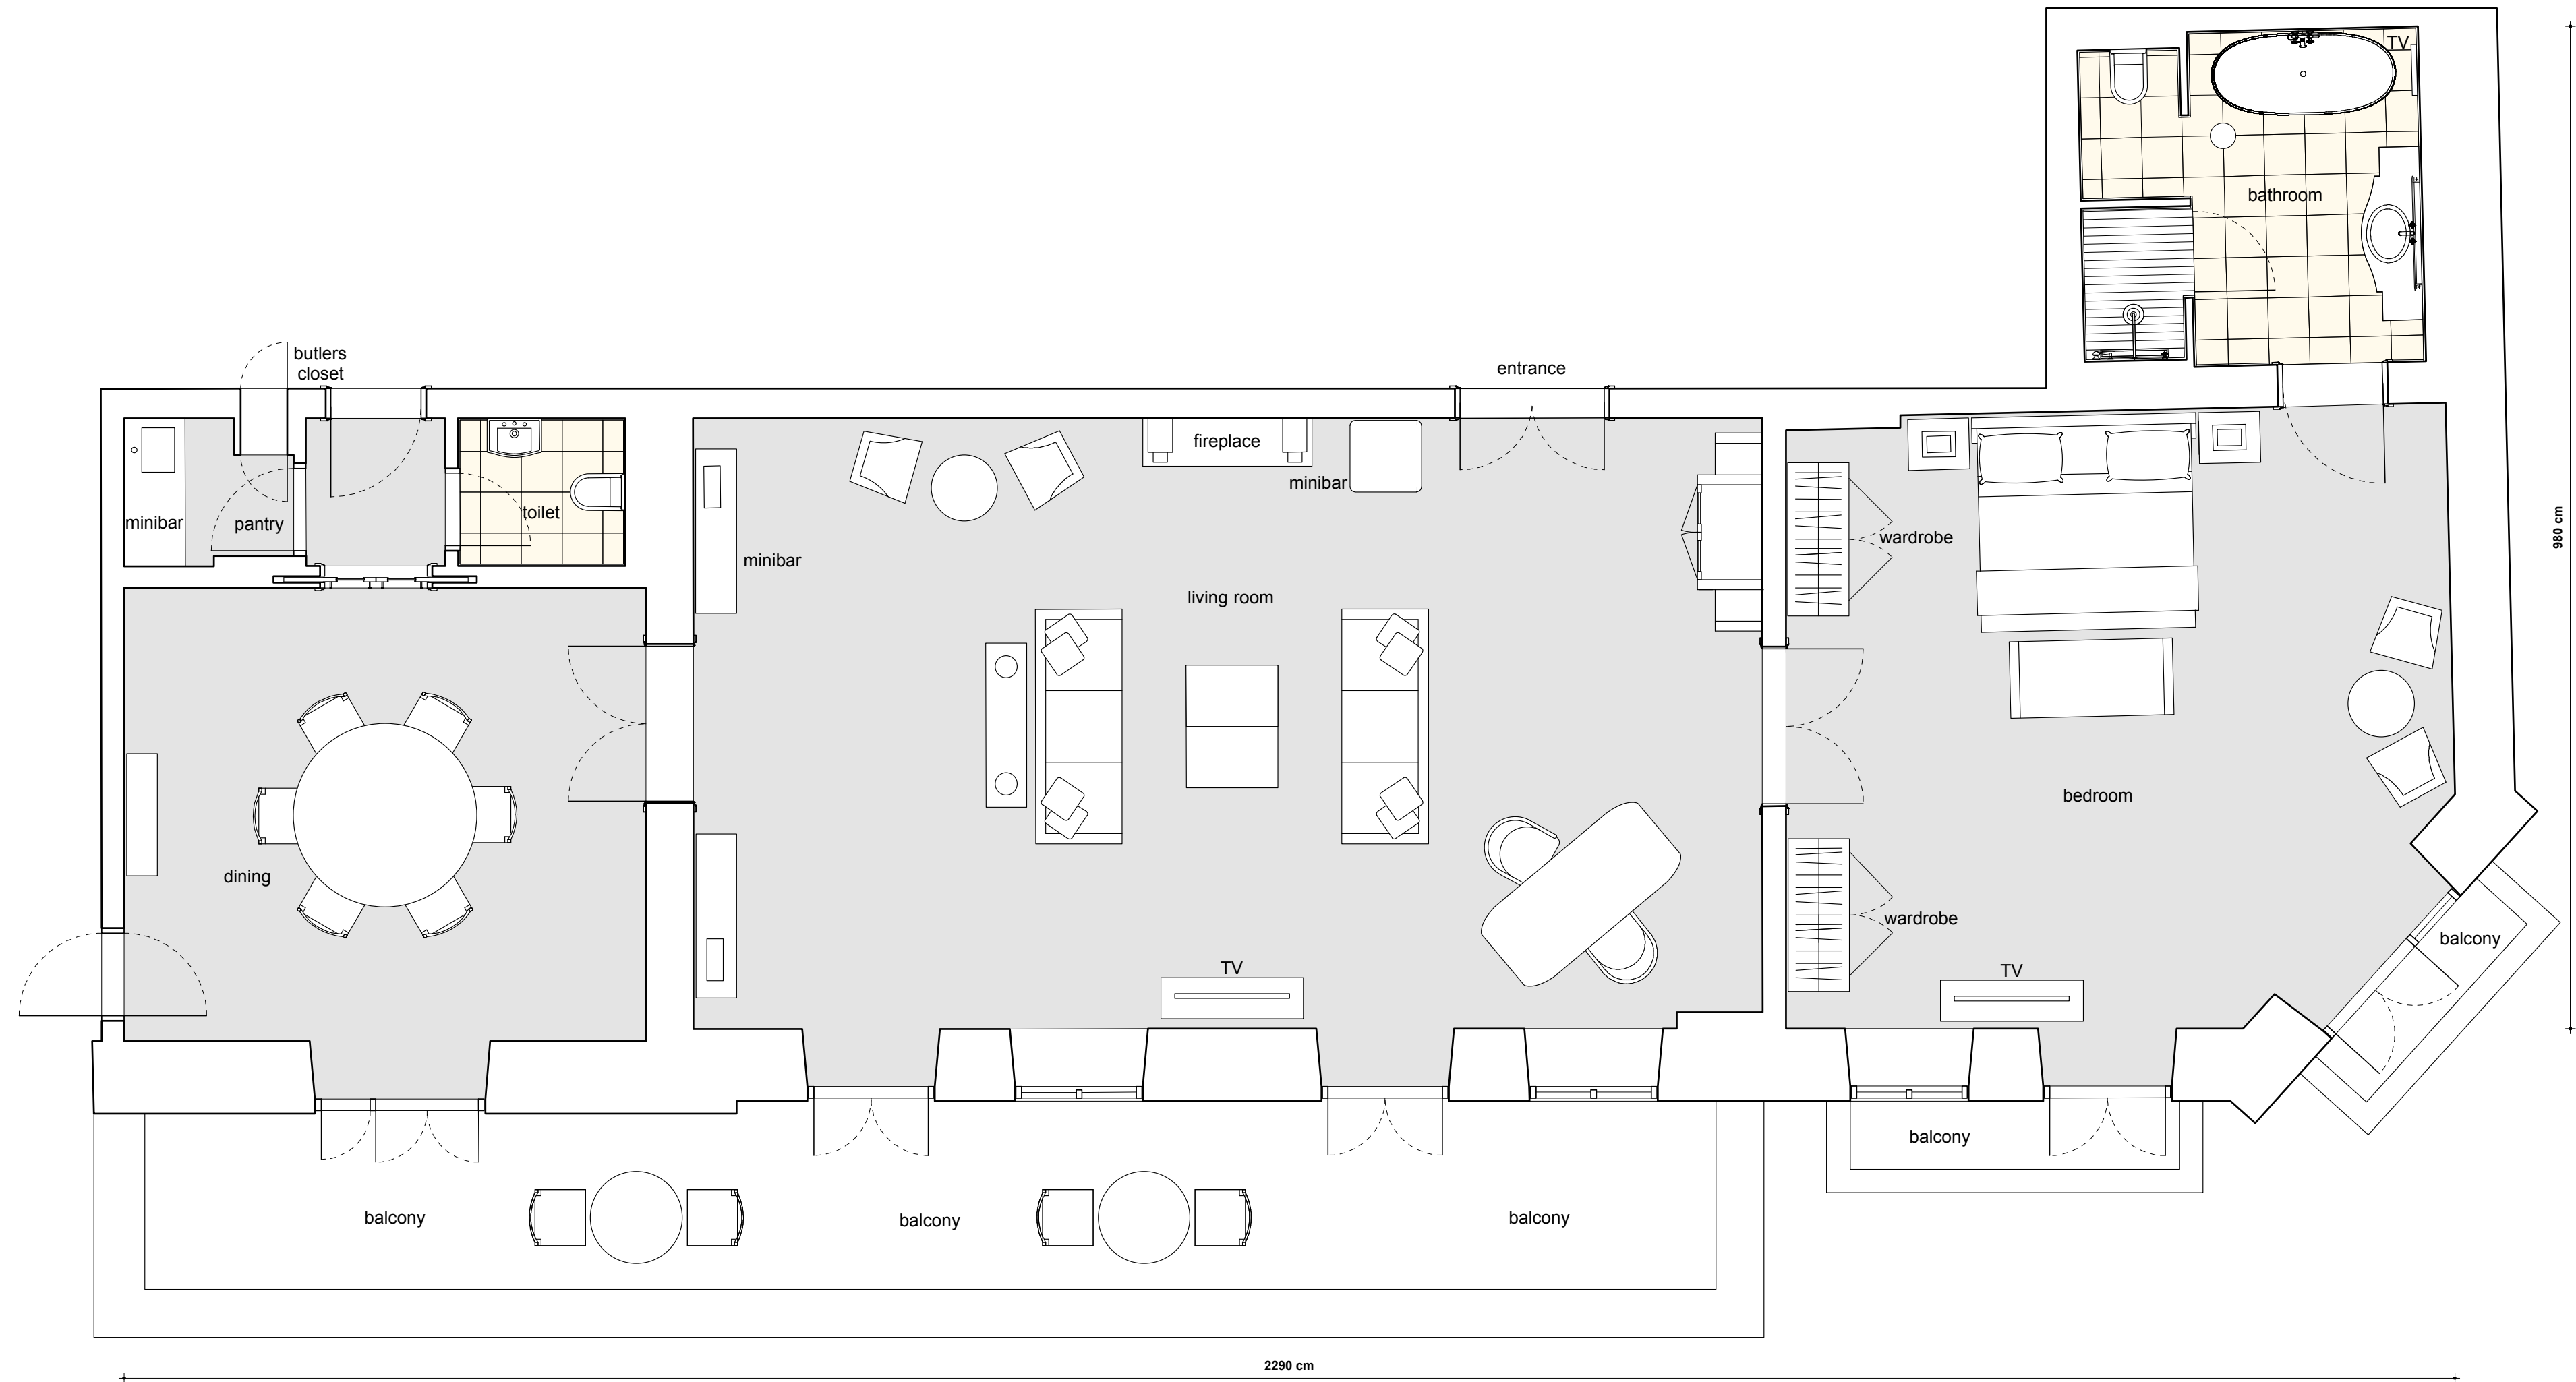 TV
bathroom
butlers
closet
entrance
fireplace
minibar
minibar
pantry
toilet
980 cm
wardrobe
minibar
living room
bedroom
dining
wardrobe
balcony
TV
TV
balcony
balcony
balcony
balcony
2290 cm